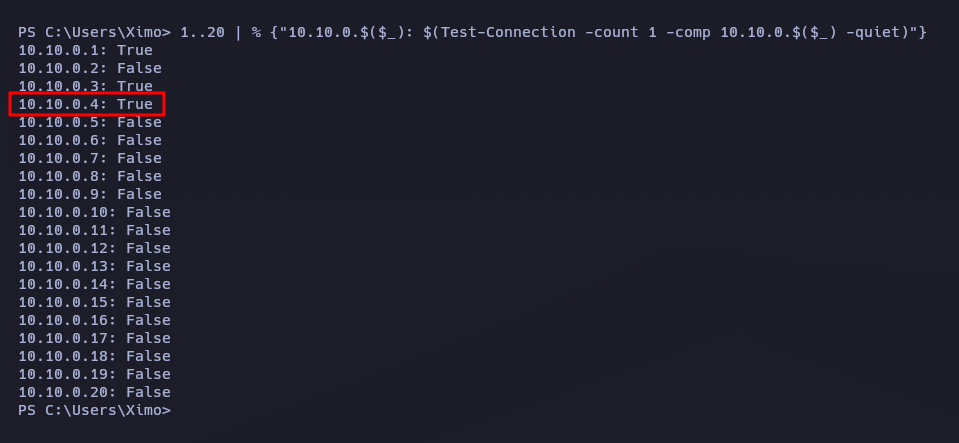 PS C:\Users\Ximo> 1..20 | % {"10.10.0.$($_): $(Test-Connection -count 1 -comp 10.10.0.$($_) -quiet)"}
10.10.0.1: True
10.10.0.2: False
10.10.0.3: True
10.10.0.4: True
10.10.0.5: False
10.10.0.6: False
10.10.0.7: False
10.10.0.8: False
10.10.0.9: False
10.10.0.10: False
10.10.0.11: False
10.10.0.12: False
10.10.0.13: False
10.10.0.14: False
10.10.0.15: False
10.10.0.16: False
10.10.0.17: False
10.10.0.18: False
10.10.0.19: False
10.10.0.20: False
PS C:\Users\Ximo>